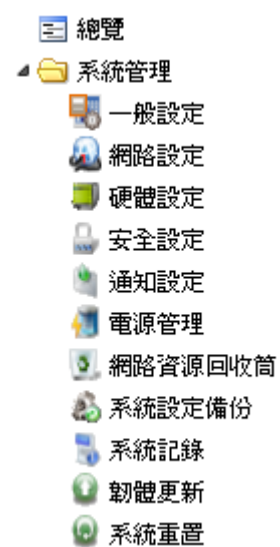 總覽
系統管理
一般設定
網路設定
硬體設定
安全設定
通知設定
電源管理
網路資源回收筒
系統設定備份
系統記錄
韌體更新
系統重置